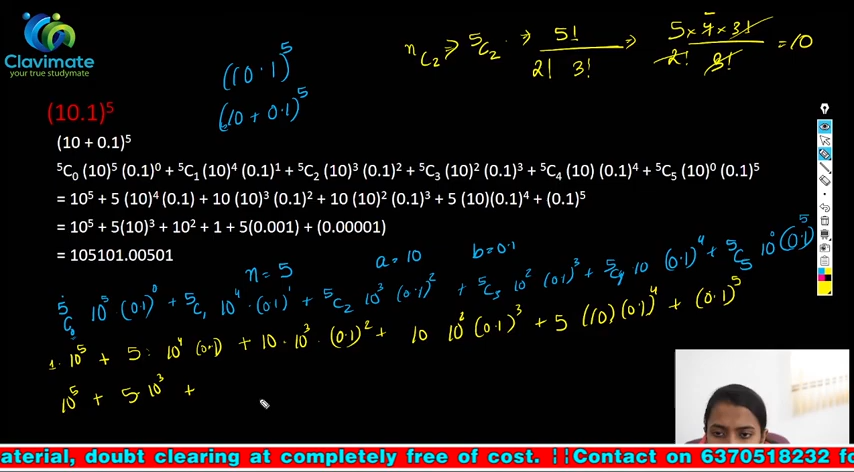 Clavimate
your true studymate
(10.1)⁵
(10 + 0.1)⁵
ⁿC₂ ⇒ ⁵C₂ ⇒ 5!/2! 3! ⇒ 5 × 4 × 3!/2! 3! = 10
(10.1)⁵
(10 + 0.1)⁵
⁵C₀ (10)⁵ (0.1)⁰ + ⁵C₁ (10)⁴ (0.1)¹ + ⁵C₂ (10)³ (0.1)² + ⁵C₃ (10)² (0.1)³ + ⁵C₄ (10) (0.1)⁴ + ⁵C₅ (10)⁰ (0.1)⁵
= 10⁵ + 5 (10)⁴ (0.1) + 10 (10)³ (0.1)² + 10 (10)² (0.1)³ + 5 (10)(0.1)⁴ + (0.1)⁵
= 10⁵ + 5(10)³ + 10² + 1 + 5(0.001) + (0.00001)
= 105101.00501
n = 5 a = 10 b = 0.1
⁵C₀ 10⁵ (0.1)⁰ + ⁵C₁ 10⁴ · (0.1)¹ + ⁵C₂ 10³ (0.1)² + ⁵C₃ 10² (0.1)³ + ⁵C₄ 10 (0.1)⁴ + ⁵C₅ 10⁰ (0.1)⁵
1 · 10⁵ + 5 · 10⁴ (0.1) + 10 · 10³ · (0.1)² + 10 10² (0.1)³ + 5 (10) (0.1)⁴ + (0.1)⁵
10⁵ + 5·10³ +
aterial, doubt clearing at completely free of cost. ¦¦Contact on 6370518232 fo